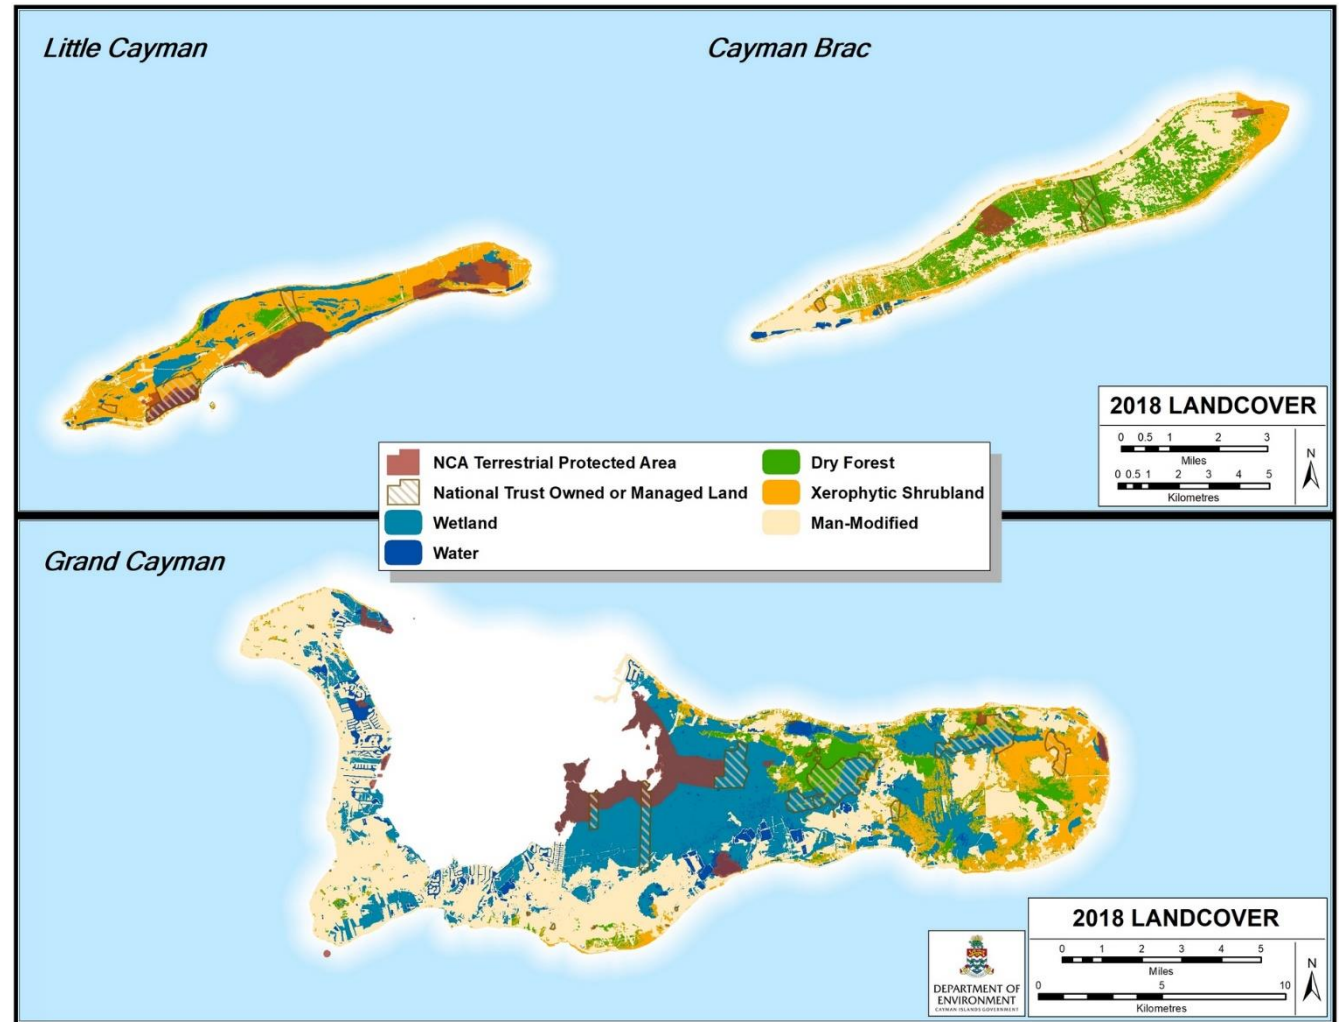 Little Cayman
Cayman Brac
2018 LANDCOVER
0 0.5 1 2 3
Miles
0 0.5 1 2 3 4 5
Kilometres
N
NCA Terrestrial Protected Area
National Trust Owned or Managed Land
Wetland
Water
Dry Forest
Xerophytic Shrubland
Man-Modified
Grand Cayman
2018 LANDCOVER
0 1 2 3 4 5
Miles
0 5 10
Kilometres
N
DEPARTMENT OF
ENVIRONMENT
CAYMAN ISLANDS GOVERNMENT